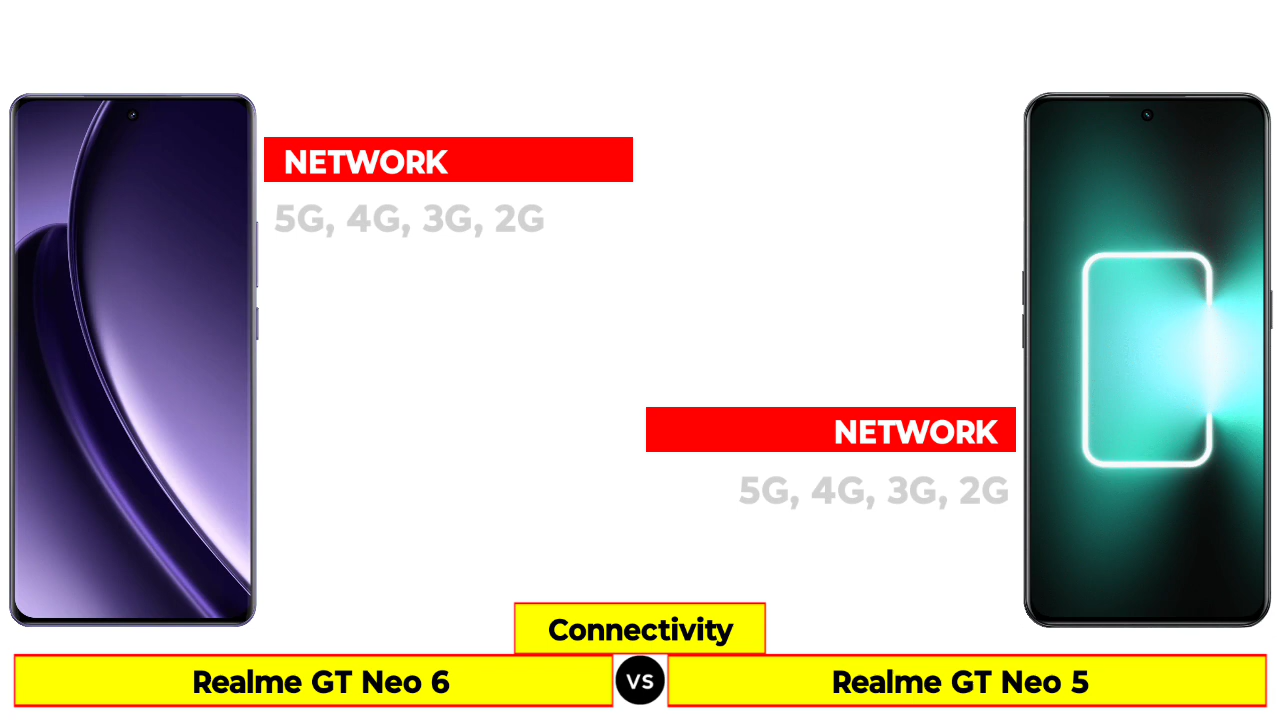 NETWORK
5G, 4G, 3G, 2G
NETWORK
5G, 4G, 3G, 2G
Connectivity
Realme GT Neo 6
VS
Realme GT Neo 5